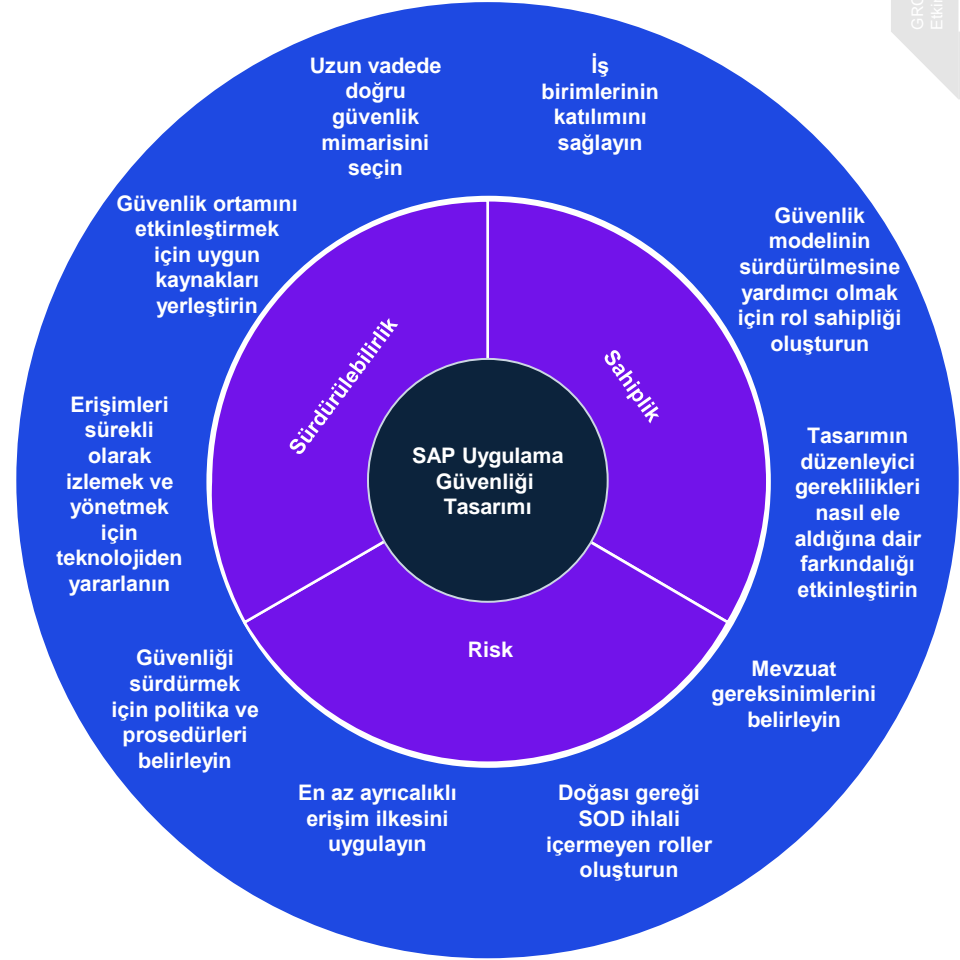 GRC
Uzun vadede
doğru
güvenlik
mimarisini
seçin
İş
birimlerinin
katılımını
sağlayın
Güvenlik
modelinin
sürdürülmesine
yardımcı olmak
için rol sahipliği
oluşturun
Tasarımın
düzenleyici
gereklilikleri
nasıl ele
aldığına dair
farkındalığı
etkinleştirin
Mevzuat
gereksinimlerini
belirleyin
Doğası gereği
SOD ihlali
içermeyen roller
oluşturun
En az ayrıcalıklı
erişim ilkesini
uygulayın
Güvenliği
sürdürmek
için politika ve
prosedürleri
belirleyin
Erişimleri
sürekli
olarak
izlemek ve
yönetmek
için
teknolojiden
yararlanın
Güvenlik ortamını
etkinleştirmek
için uygun
kaynakları
yerleştirin
Sürdürülebilirlik
Sahiplik
Risk
SAP Uygulama
Güvenliği
Tasarımı